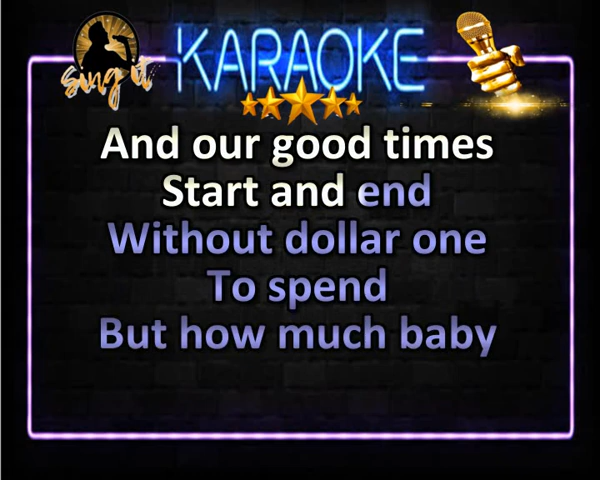 Sing it KARAOKE
And our good times
Start and end
Without dollar one
To spend
But how much baby